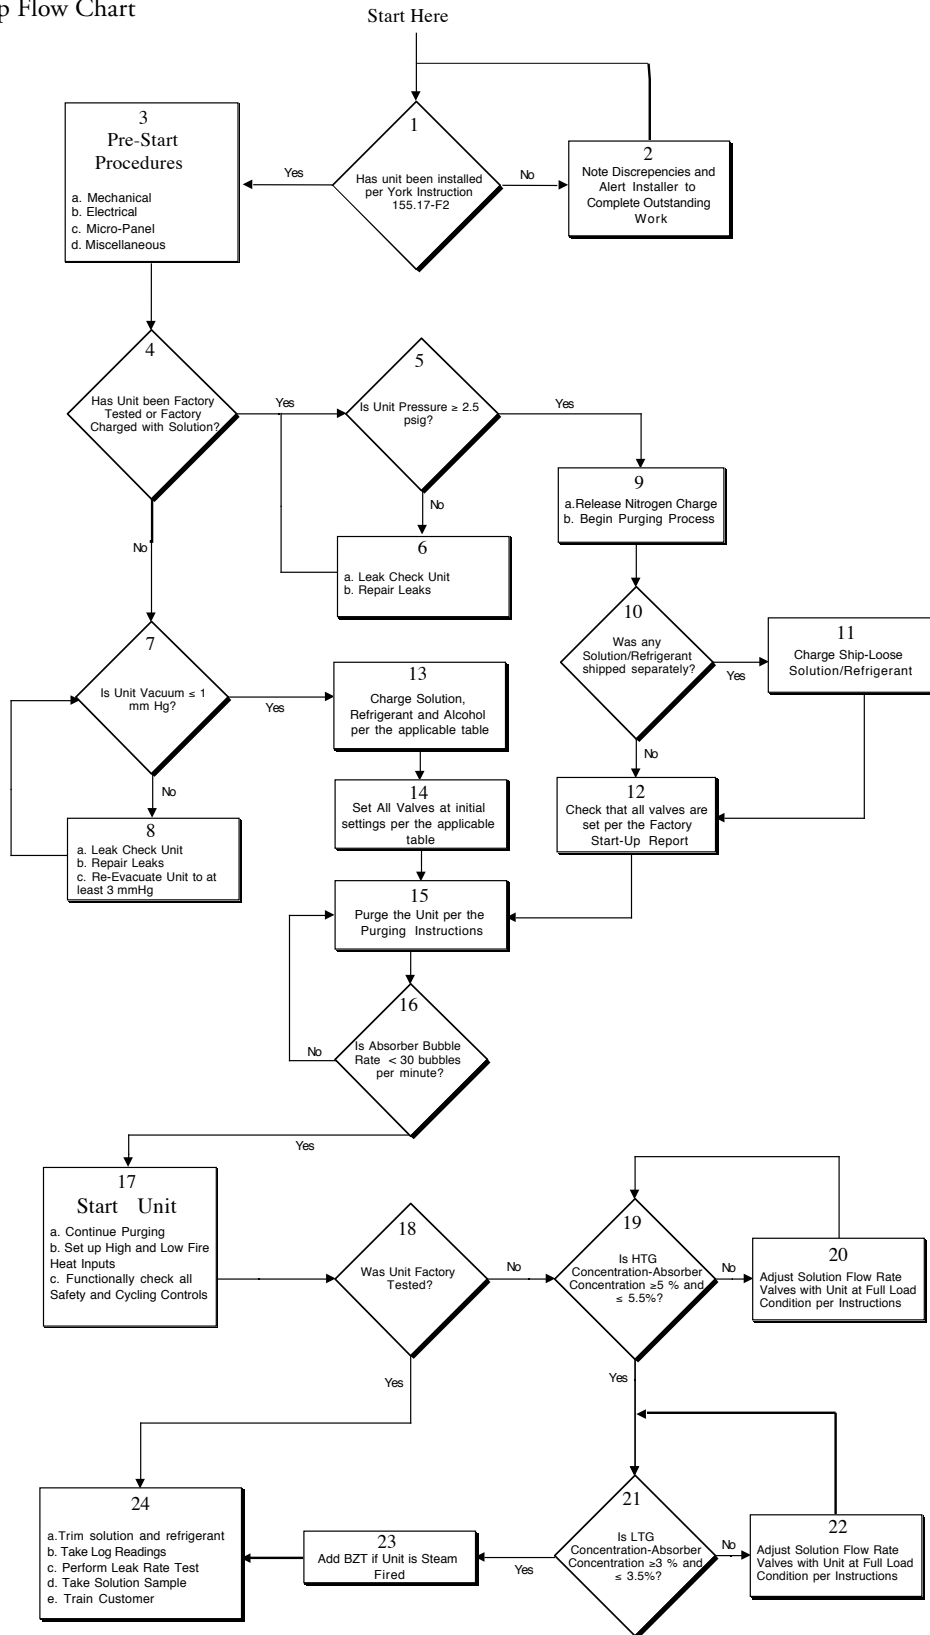 p Flow Chart
Start Here
1
Has unit been installed
per York Instruction
155.17-F2
Yes
No
2
Note Discrepencies and
Alert Installer to
Complete Outstanding
Work
3
Pre-Start
Procedures
a. Mechanical
b. Electrical
c. Micro-Panel
d. Miscellaneous
4
Has Unit been Factory
Tested or Factory
Charged with Solution?
Yes
No
5
Is Unit Pressure ≥ 2.5
psig?
Yes
No
6
a. Leak Check Unit
b. Repair Leaks
7
Is Unit Vacuum ≤ 1
mm Hg?
Yes
No
8
a. Leak Check Unit
b. Repair Leaks
c. Re-Evacuate Unit to at
least 3 mmHg
9
a.Release Nitrogen Charge
b. Begin Purging Process
10
Was any
Solution/Refrigerant
shipped separately?
Yes
No
11
Charge Ship-Loose
Solution/Refrigerant
12
Check that all valves are
set per the Factory
Start-Up Report
13
Charge Solution,
Refrigerant and Alcohol
per the applicable table
14
Set All Valves at initial
settings per the applicable
table
15
Purge the Unit per the
Purging Instructions
16
Is Absorber Bubble
Rate < 30 bubbles
per minute?
No
Yes
17
Start Unit
a. Continue Purging
b. Set up High and Low Fire
Heat Inputs
c. Functionally check all
Safety and Cycling Controls
18
Was Unit Factory
Tested?
No
Yes
19
Is HTG
Concentration-Absorber
Concentration ≥5 % and
≤ 5.5%?
No
Yes
20
Adjust Solution Flow Rate
Valves with Unit at Full Load
Condition per Instructions
21
Is LTG
Concentration-Absorber
Concentration ≥3 % and
≤ 3.5%?
No
Yes
22
Adjust Solution Flow Rate
Valves with Unit at Full Load
Condition per Instructions
23
Add BZT if Unit is Steam
Fired
24
a.Trim solution and refrigerant
b. Take Log Readings
c. Perform Leak Rate Test
d. Take Solution Sample
e. Train Customer